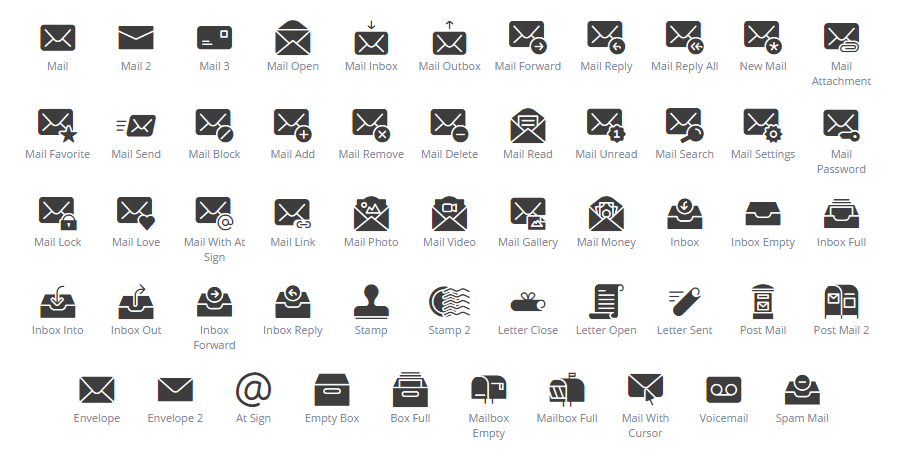 Mail Mail 2 Mail 3 Mail Open Mail Inbox Mail Outbox Mail Forward Mail Reply Mail Reply All New Mail Mail
Attachment
Mail Favorite Mail Send Mail Block Mail Add Mail Remove Mail Delete Mail Read Mail Unread Mail Search Mail Settings Mail
Password
Mail Lock Mail Love Mail With At Mail Link Mail Photo Mail Video Mail Gallery Mail Money Inbox Inbox Empty Inbox Full
Sign
Inbox Into Inbox Out Inbox Inbox Reply Stamp Stamp 2 Letter Close Letter Open Letter Sent Post Mail Post Mail 2
Forward
Envelope Envelope 2 At Sign Empty Box Box Full Mailbox Mailbox Full Mail With Voicemail Spam Mail
Empty Cursor